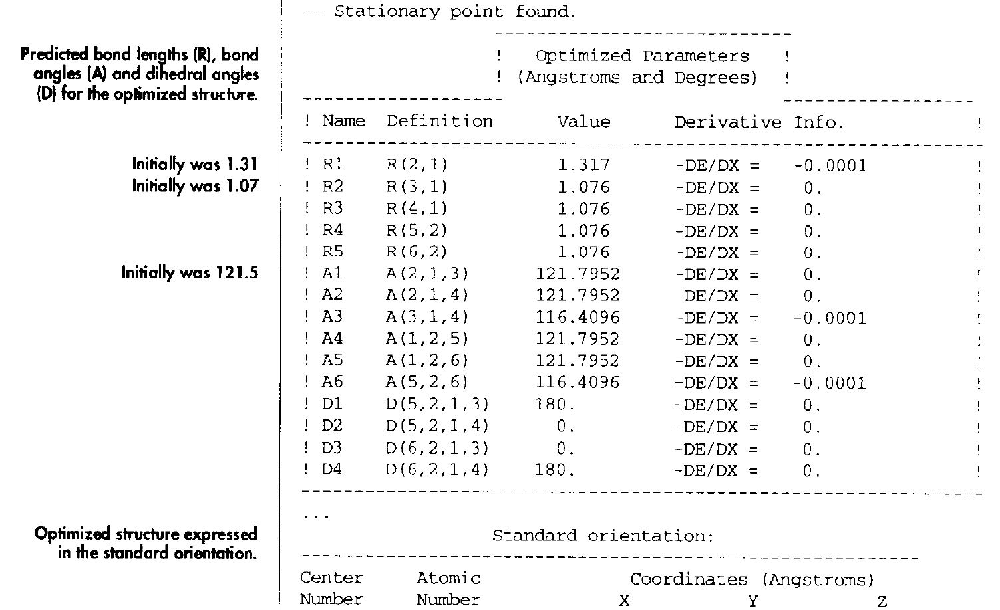 -- Stationary point found.
----------------------------
Predicted bond lengths (R), bond
angles (A) and dihedral angles
(D) for the optimized structure.
! Optimized Parameters !
! (Angstroms and Degrees) !
------------------- ------------------
! Name Definition Value Derivative Info. !
----------------------------------------------------------------
Initially was 1.31 ! R1 R(2,1) 1.317 -DE/DX = -0.0001 !
Initially was 1.07 ! R2 R(3,1) 1.076 -DE/DX = 0. !
! R3 R(4,1) 1.076 -DE/DX = 0. !
! R4 R(5,2) 1.076 -DE/DX = 0. !
! R5 R(6,2) 1.076 -DE/DX = 0. !
Initially was 121.5 ! A1 A(2,1,3) 121.7952 -DE/DX = 0. !
! A2 A(2,1,4) 121.7952 -DE/DX = 0. !
! A3 A(3,1,4) 116.4096 -DE/DX = -0.0001 !
! A4 A(1,2,5) 121.7952 -DE/DX = 0. !
! A5 A(1,2,6) 121.7952 -DE/DX = 0. !
! A6 A(5,2,6) 116.4096 -DE/DX = -0.0001 !
! D1 D(5,2,1,3) 180. -DE/DX = 0. !
! D2 D(5,2,1,4) 0. -DE/DX = 0. !
! D3 D(6,2,1,3) 0. -DE/DX = 0. !
! D4 D(6,2,1,4) 180. -DE/DX = 0. !
----------------------------------------------------------------
...
Optimized structure expressed
in the standard orientation.
Standard orientation:
----------------------------------------------------------
Center Atomic Coordinates (Angstroms)
Number Number X Y Z